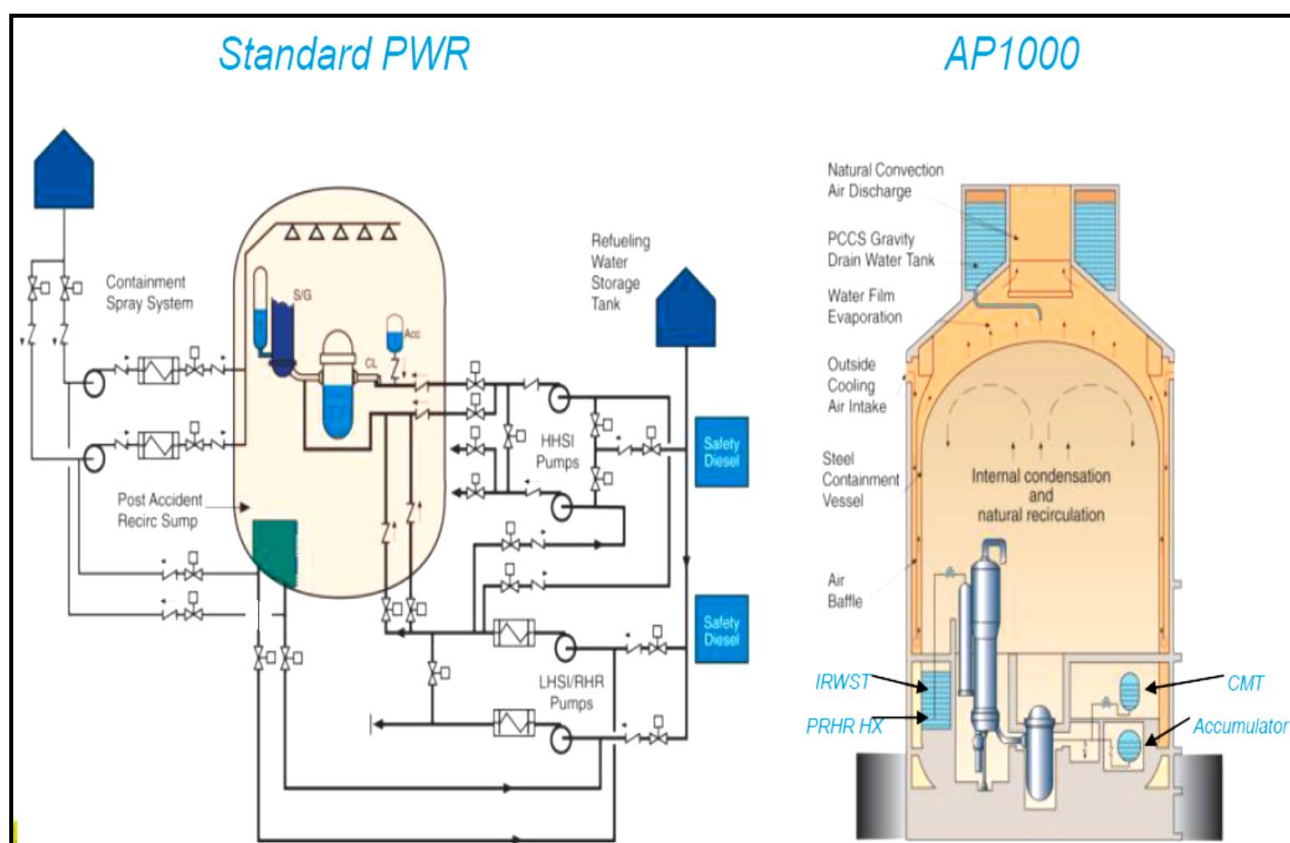 Standard PWR
AP1000
Containment
Spray System
S/G
Acc
CL
Refueling
Water
Storage
Tank
HHSI
Pumps
Safety
Diesel
Post Accident
Recirc Sump
Safety
Diesel
LHSI/RHR
Pumps
Natural Convection
Air Discharge
PCCS Gravity
Drain Water Tank
Water Film
Evaporation
Outside
Cooling
Air Intake
Steel
Containment
Vessel
Internal condensation
and
natural recirculation
Air
Baffle
IRWST
PRHR HX
CMT
Accumulator